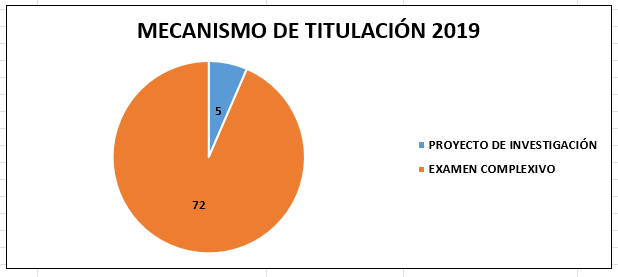 MECANISMO DE TITULACIÓN 2019
5
PROYECTO DE INVESTIGACIÓN
EXAMEN COMPLEXIVO
72